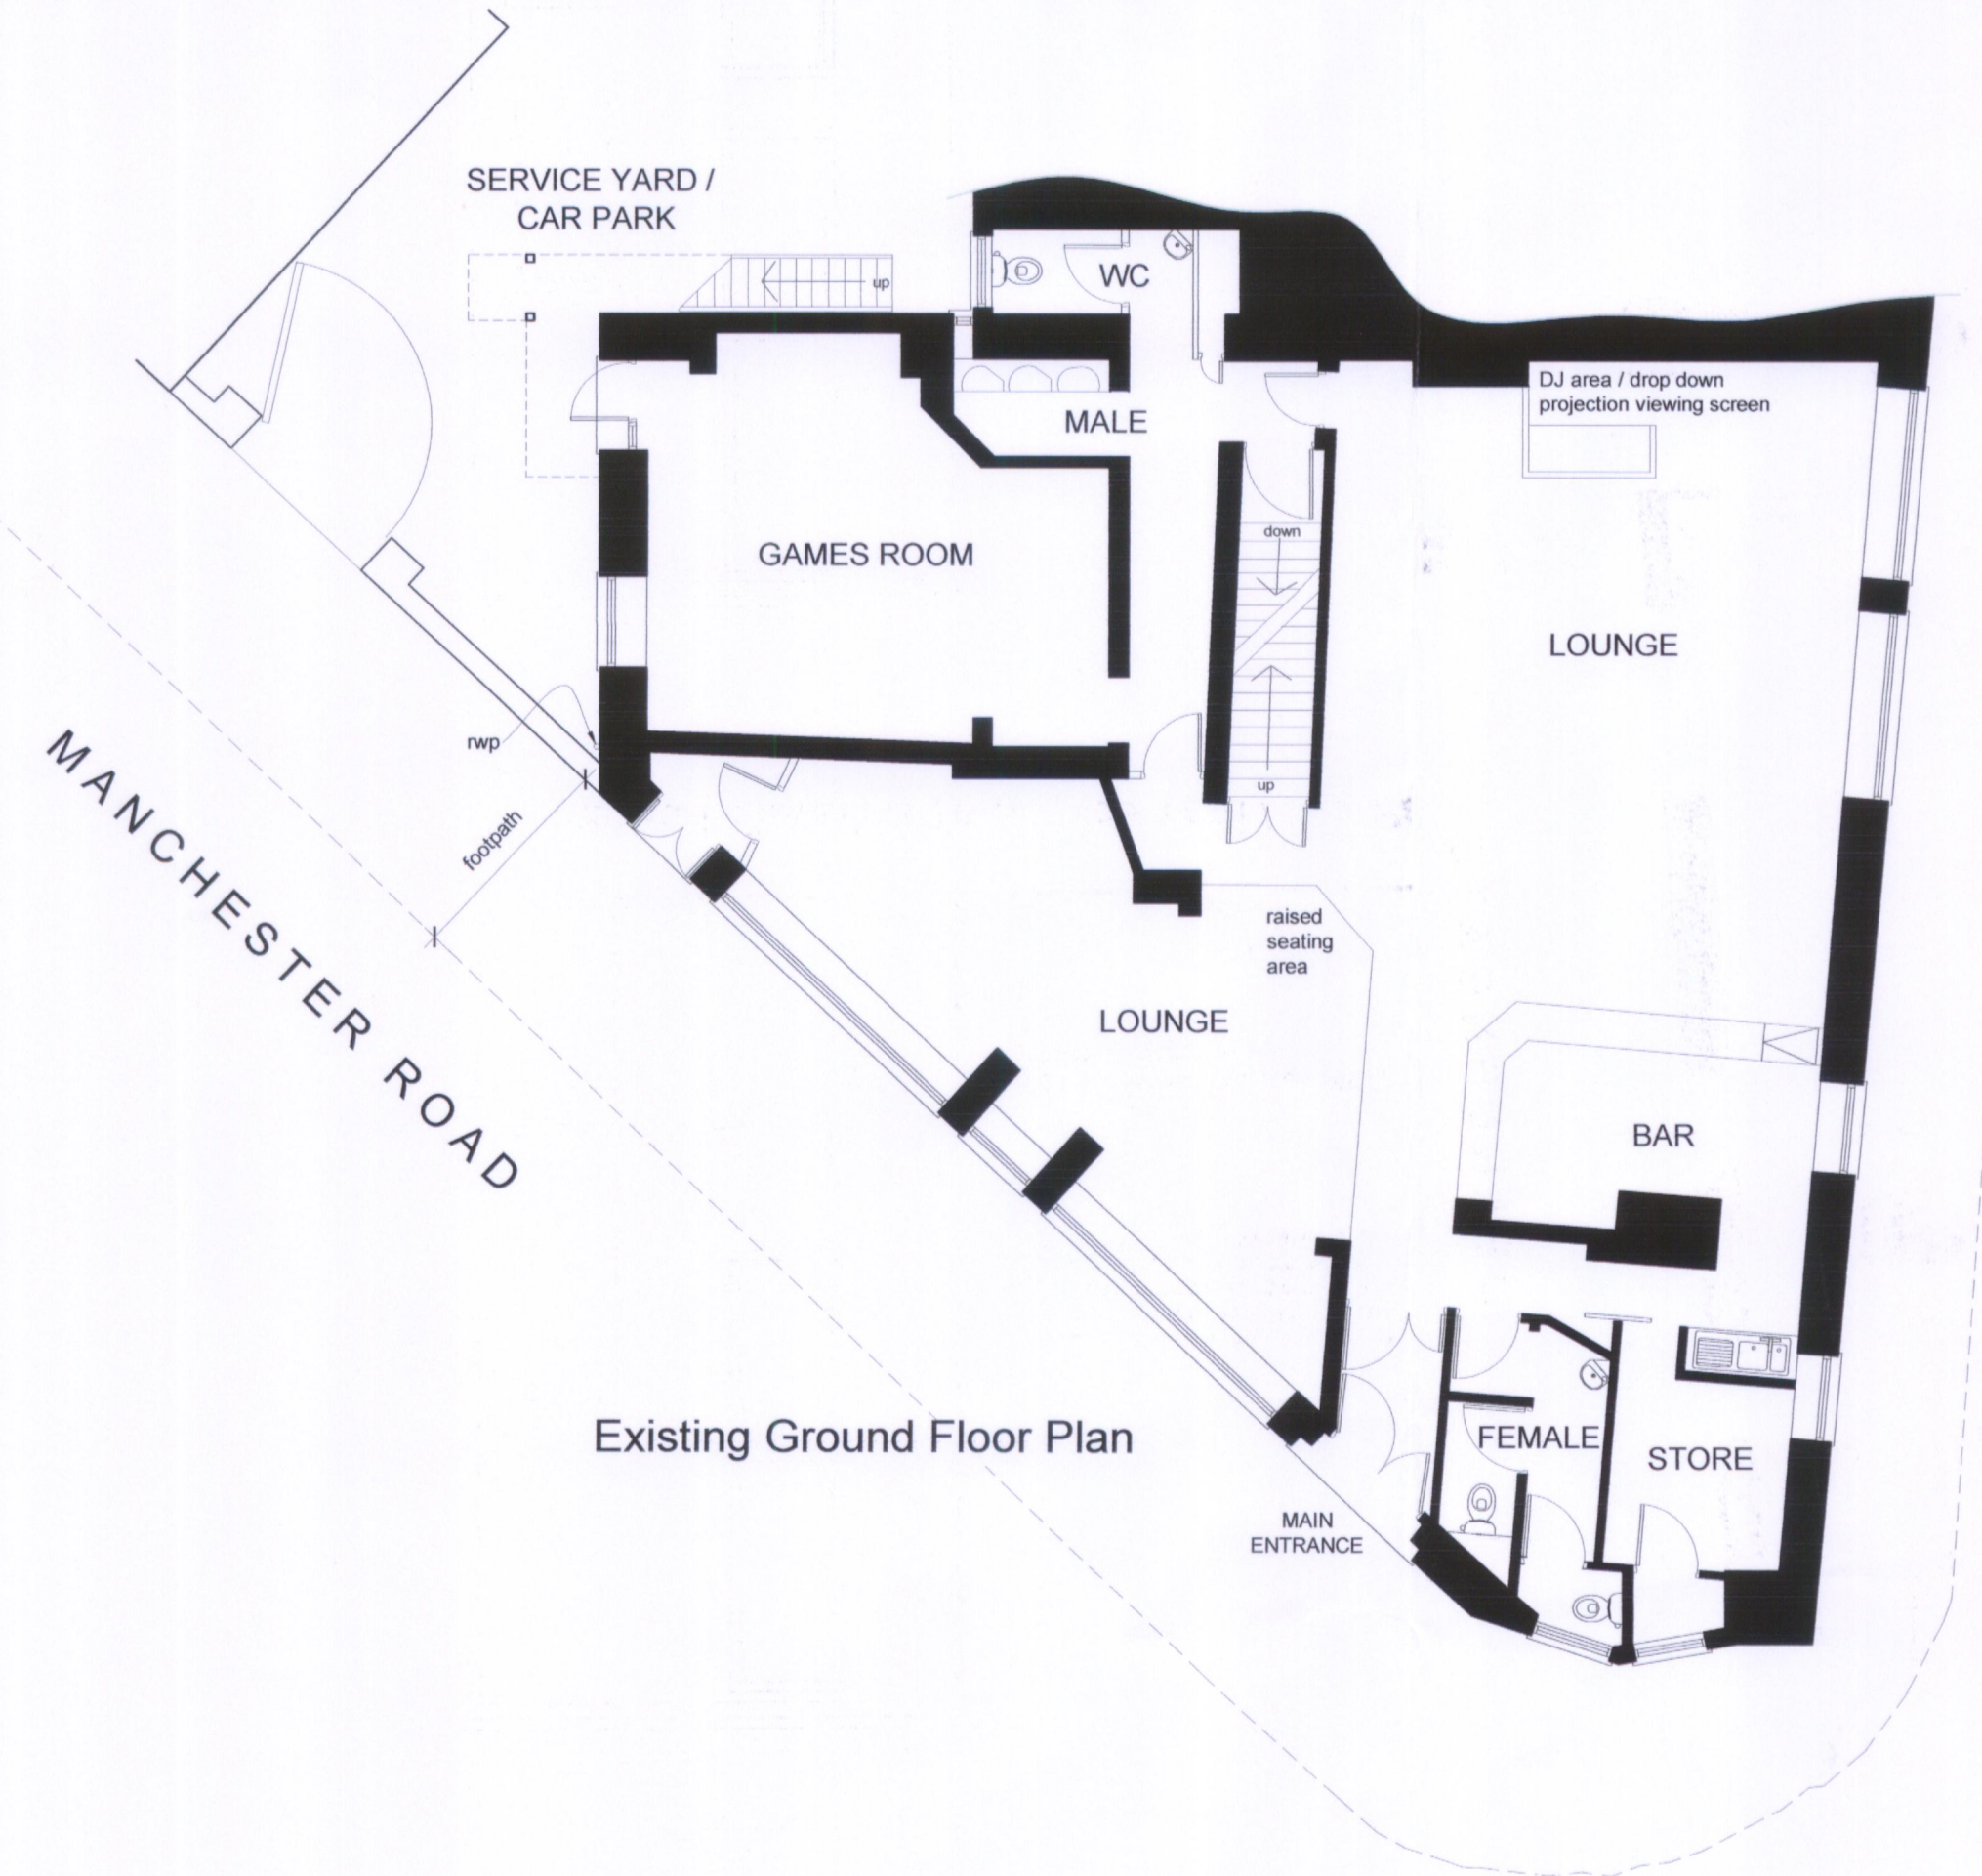 SERVICE YARD /
CAR PARK
up
WC
DJ area / drop down
projection viewing screen
MALE
down
GAMES ROOM
LOUNGE
rwp
up
footpath
MANCHESTER ROAD
raised
seating
area
LOUNGE
BAR
Existing Ground Floor Plan
FEMALE
STORE
MAIN
ENTRANCE